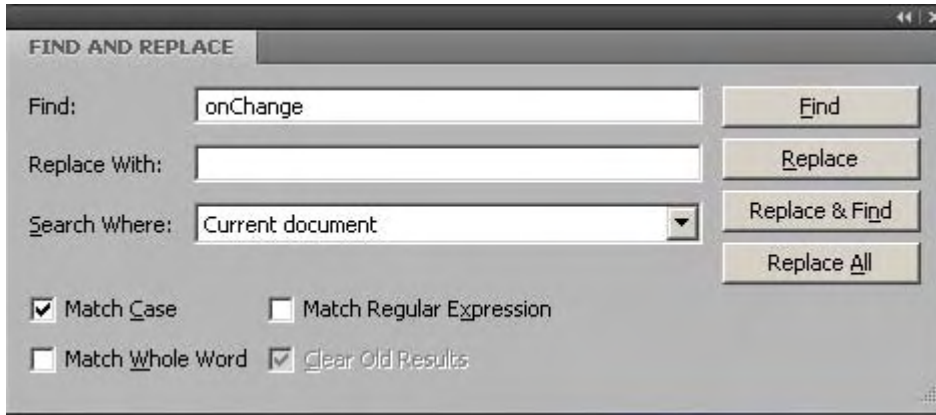 FIND AND REPLACE
Find: onChange Find
Replace With: Replace
Search Where: Current document Replace & Find
Replace All
Match Case Match Regular Expression
Match Whole Word Clear Old Results